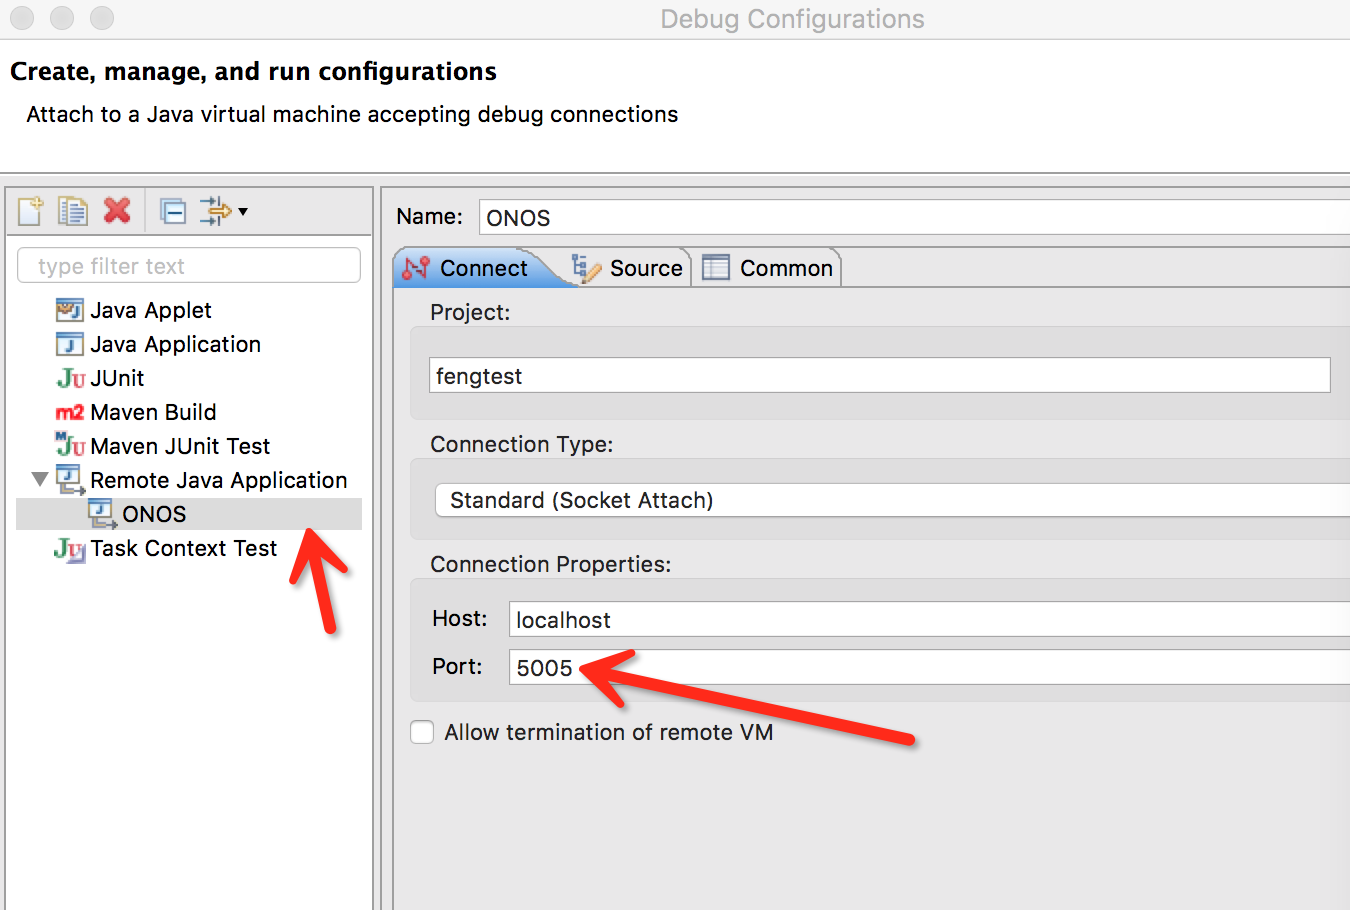 Debug Configurations
Create, manage, and run configurations
Attach to a Java virtual machine accepting debug connections
type filter text
Java Applet
Java Application
JUnit
Maven Build
Maven JUnit Test
Remote Java Application
ONOS
Task Context Test
Name: ONOS
Connect Source Common
Project:
fengtest
Connection Type:
Standard (Socket Attach)
Connection Properties:
Host: localhost
Port: 5005
Allow termination of remote VM